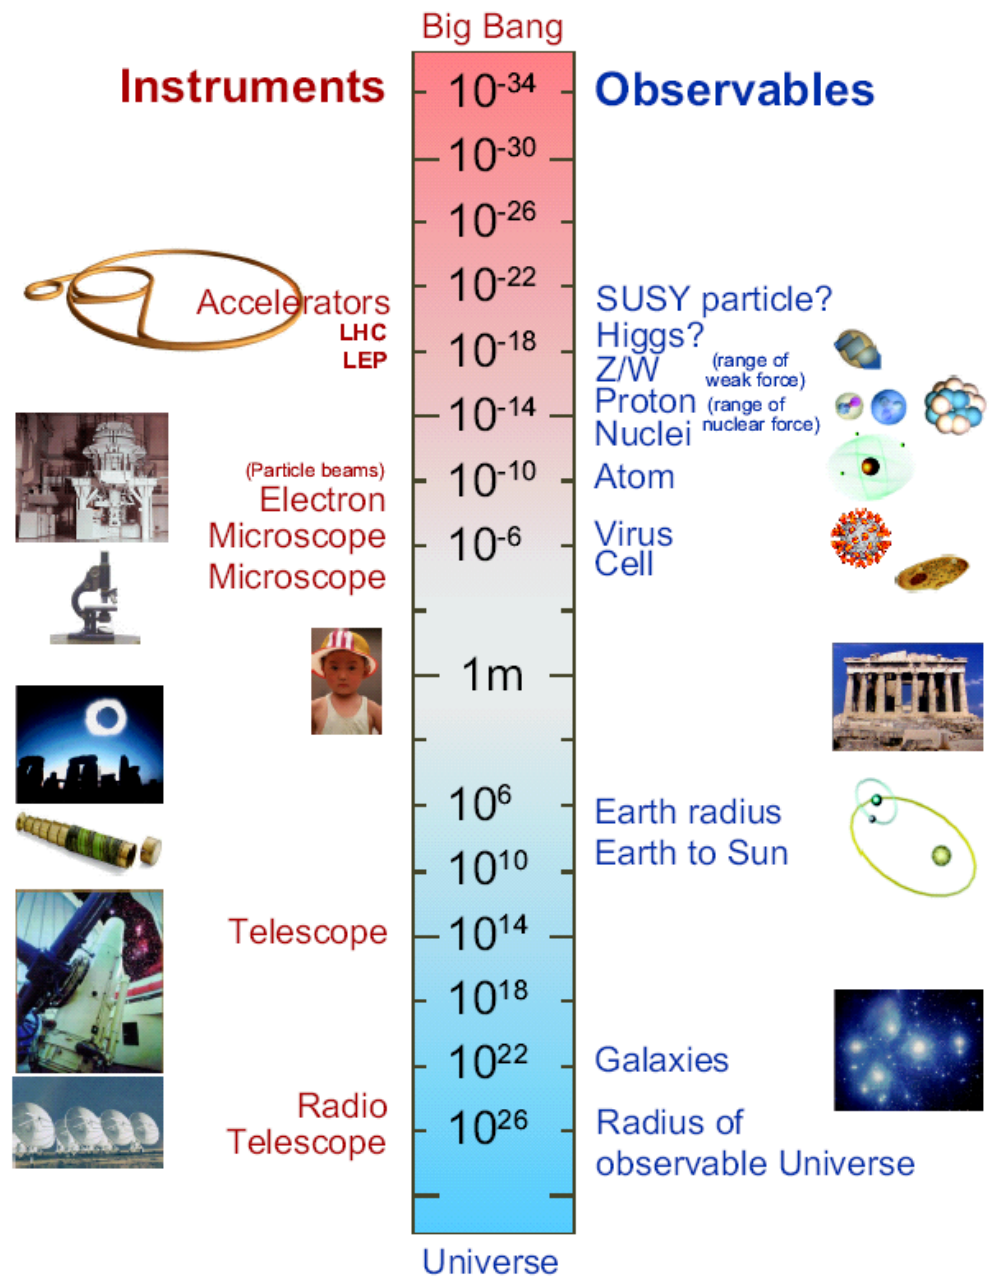 Big Bang
Instruments
Observables
10-34
10-30
10-26
10-22
10-18
10-14
10-10
10-6
1m
106
1010
1014
1018
1022
1026
Accelerators
LHC
LEP
(Particle beams)
Electron
Microscope
Microscope
Telescope
Radio
Telescope
SUSY particle?
Higgs?
Z/W (range of
weak force)
Proton (range of
nuclear force)
Nuclei
Atom
Virus
Cell
Earth radius
Earth to Sun
Galaxies
Radius of
observable Universe
Universe